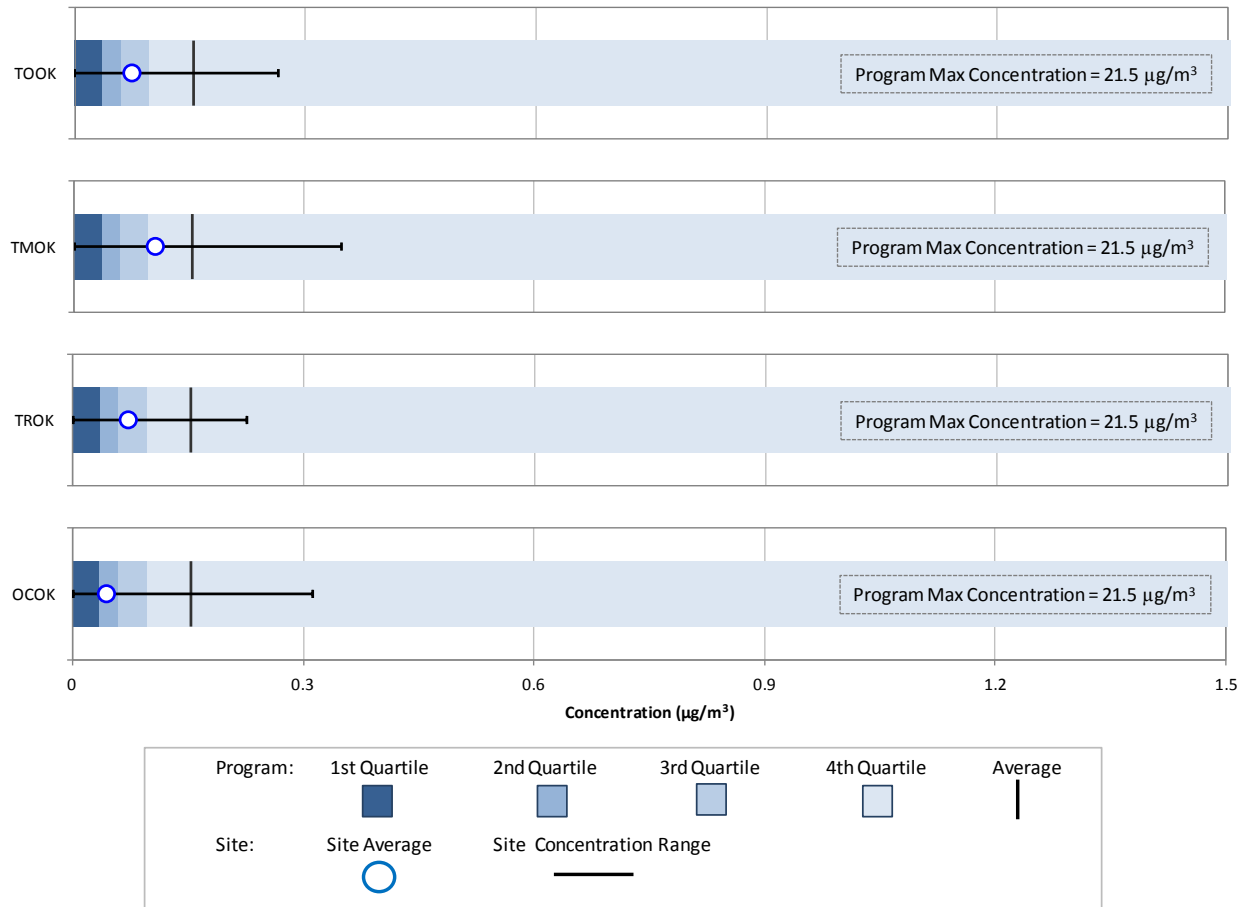 TOOK
Program Max Concentration = 21.5 μg/m³
TMOK
Program Max Concentration = 21.5 μg/m³
TROK
Program Max Concentration = 21.5 μg/m³
OCOK
Program Max Concentration = 21.5 μg/m³
0 0.3 0.6 0.9 1.2 1.5
Concentration (μg/m³)
Program: 1st Quartile 2nd Quartile 3rd Quartile 4th Quartile Average
Site: Site Average Site Concentration Range